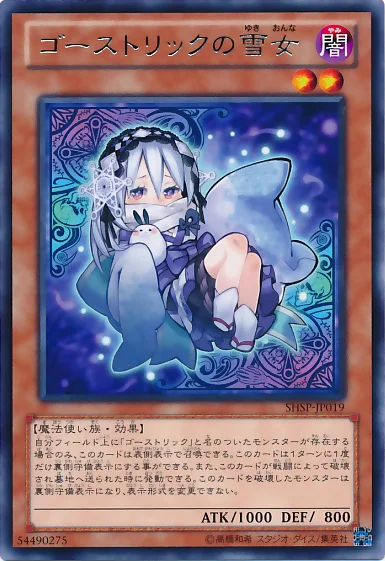 ゴーストリックの雪女
ゆき おんな
やみ
闇
SHSP-JP019
【魔法使い族・効果】
自分フィールド上に「ゴーストリック」と名のついたモンスターが存在する
場合のみ、このカードは表側表示で召喚できる。このカードは1ターンに1度
だけ裏側守備表示にする事ができる。また、このカードが戦闘によって破壊
され墓地へ送られた時に発動できる。このカードを破壊したモンスターは
裏側守備表示になり、表示形式を変更できない。
ATK/1000 DEF/ 800
54490275
©高橋和希 スタジオ・ダイス/集英社